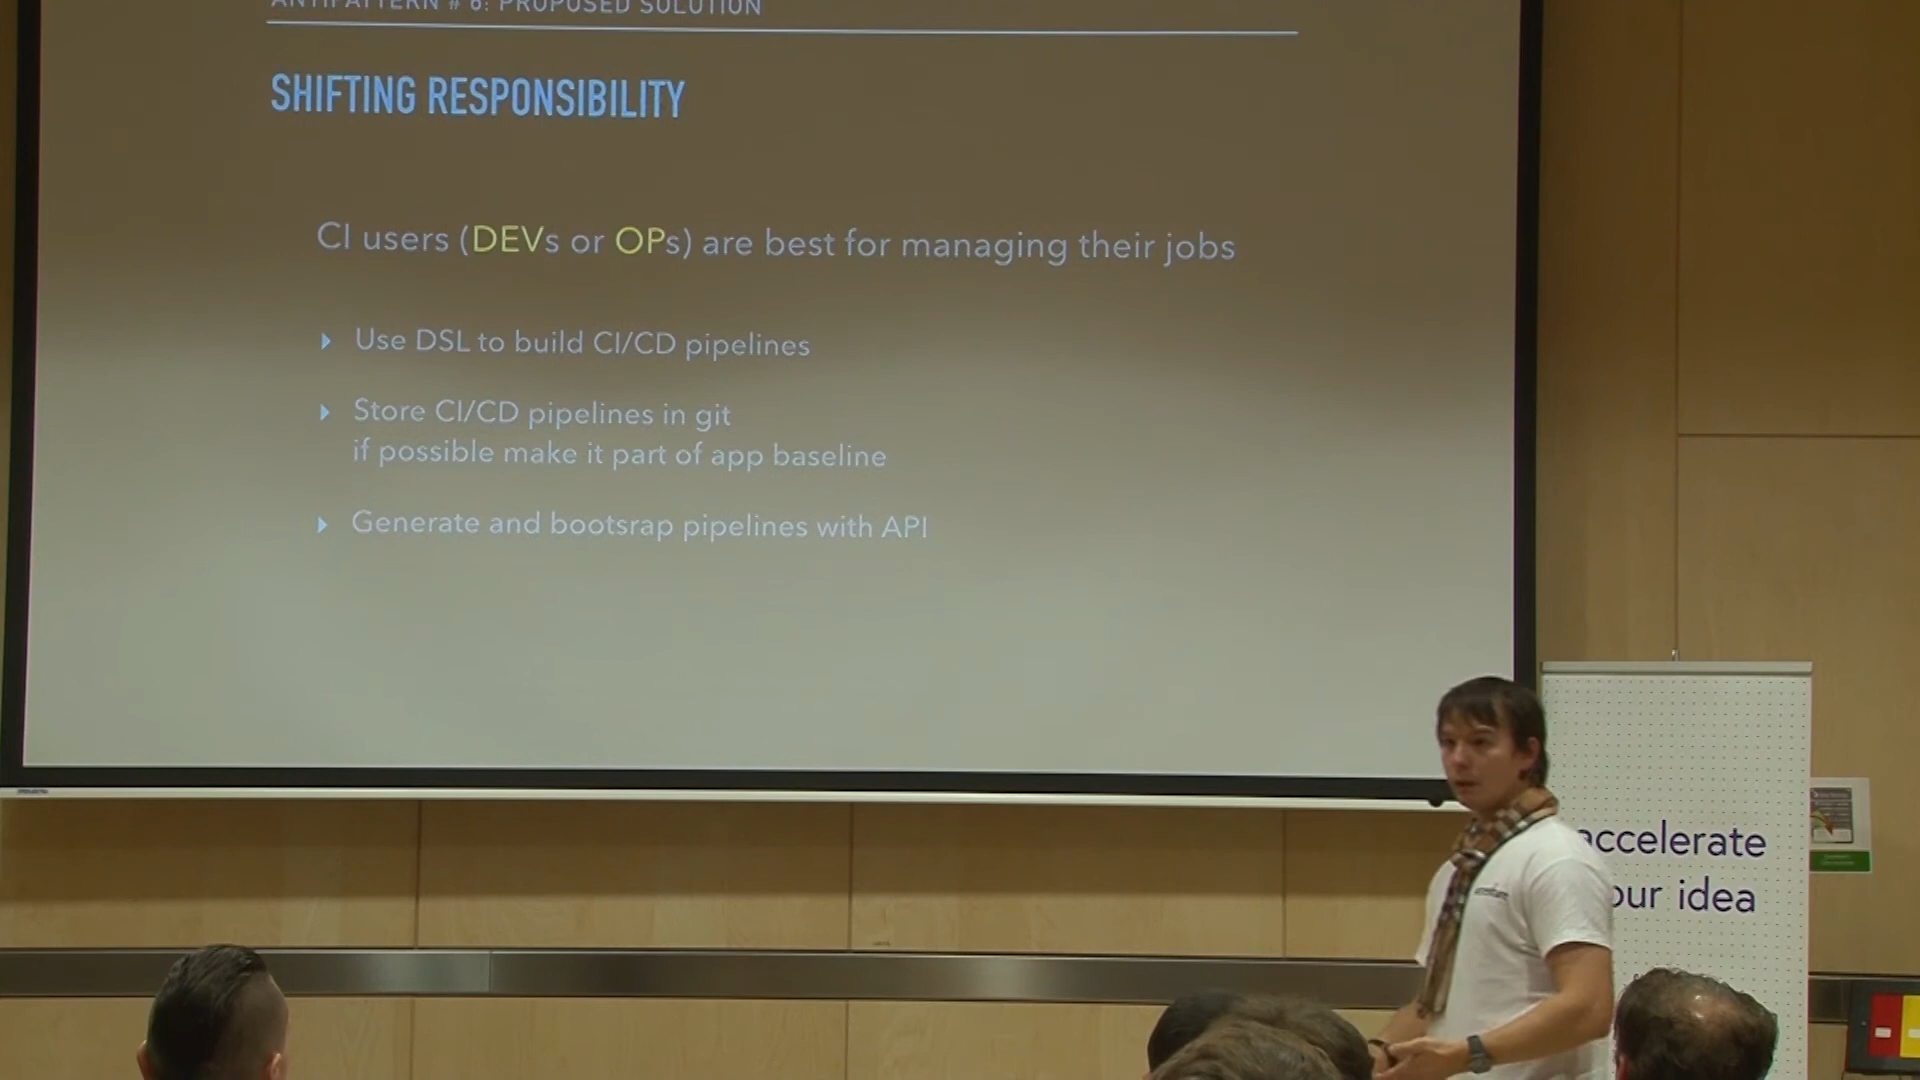 ANTIPATTERN # 6: PROPOSED SOLUTION
SHIFTING RESPONSIBILITY
CI users (DEVs or OPs) are best for managing their jobs
Use DSL to build CI/CD pipelines
Store CI/CD pipelines in git
if possible make it part of app baseline
Generate and bootsrap pipelines with API
accelerate
our idea